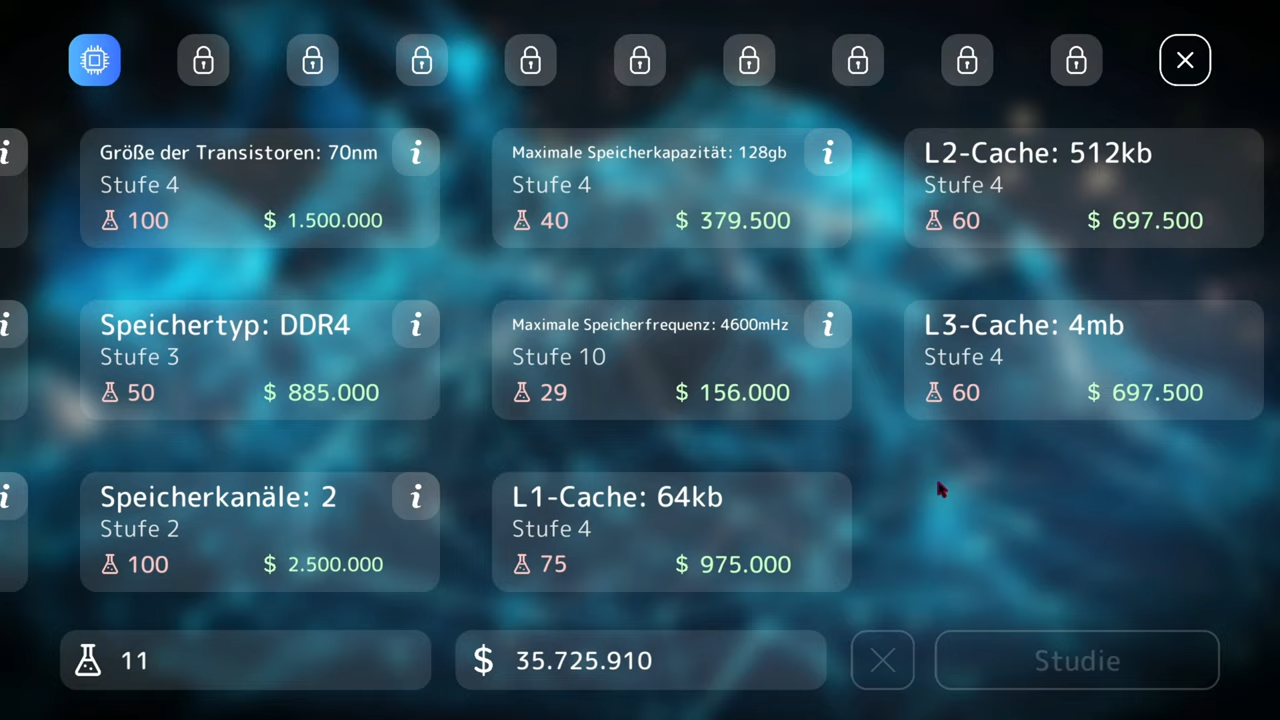 Größe der Transistoren: 70nm
Stufe 4
100 $ 1.500.000
Maximale Speicherkapazität: 128gb
Stufe 4
40 $ 379.500
L2-Cache: 512kb
Stufe 4
60 $ 697.500
Speichertyp: DDR4
Stufe 3
50 $ 885.000
Maximale Speicherfrequenz: 4600mHz
Stufe 10
29 $ 156.000
L3-Cache: 4mb
Stufe 4
60 $ 697.500
Speicherkanäle: 2
Stufe 2
100 $ 2.500.000
L1-Cache: 64kb
Stufe 4
75 $ 975.000
11
$ 35.725.910
Studie